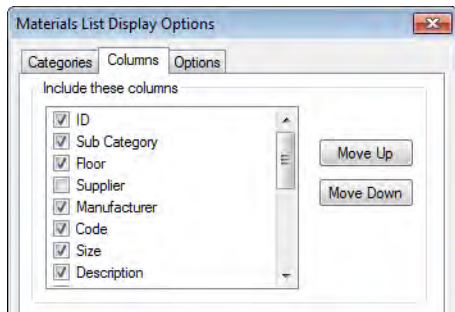 Materials List Display Options
Categories Columns Options
Include these columns
ID
Sub Category
Floor
Supplier
Manufacturer
Code
Size
Description
Move Up
Move Down